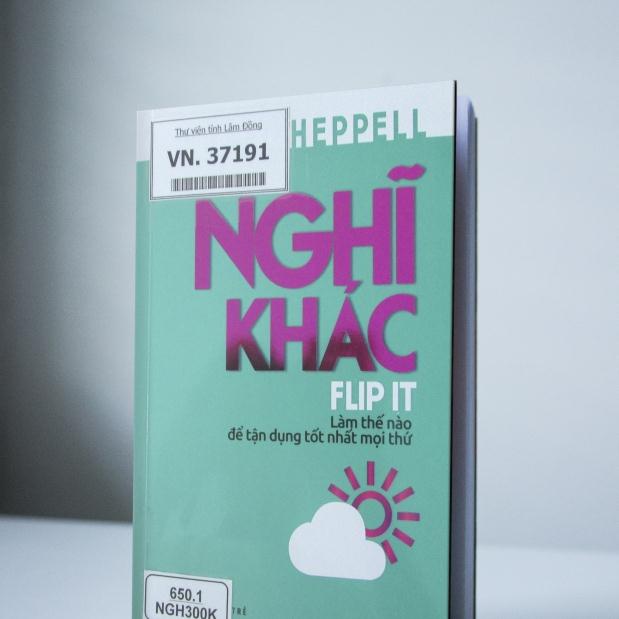 Thư viện tỉnh Lâm Đồng
VN. 37191
HEPPELL
NGHĨ
KHÁC
FLIP IT
Làm thế nào
để tận dụng tốt nhất mọi thứ
650.1
NGH300K
TRẺ